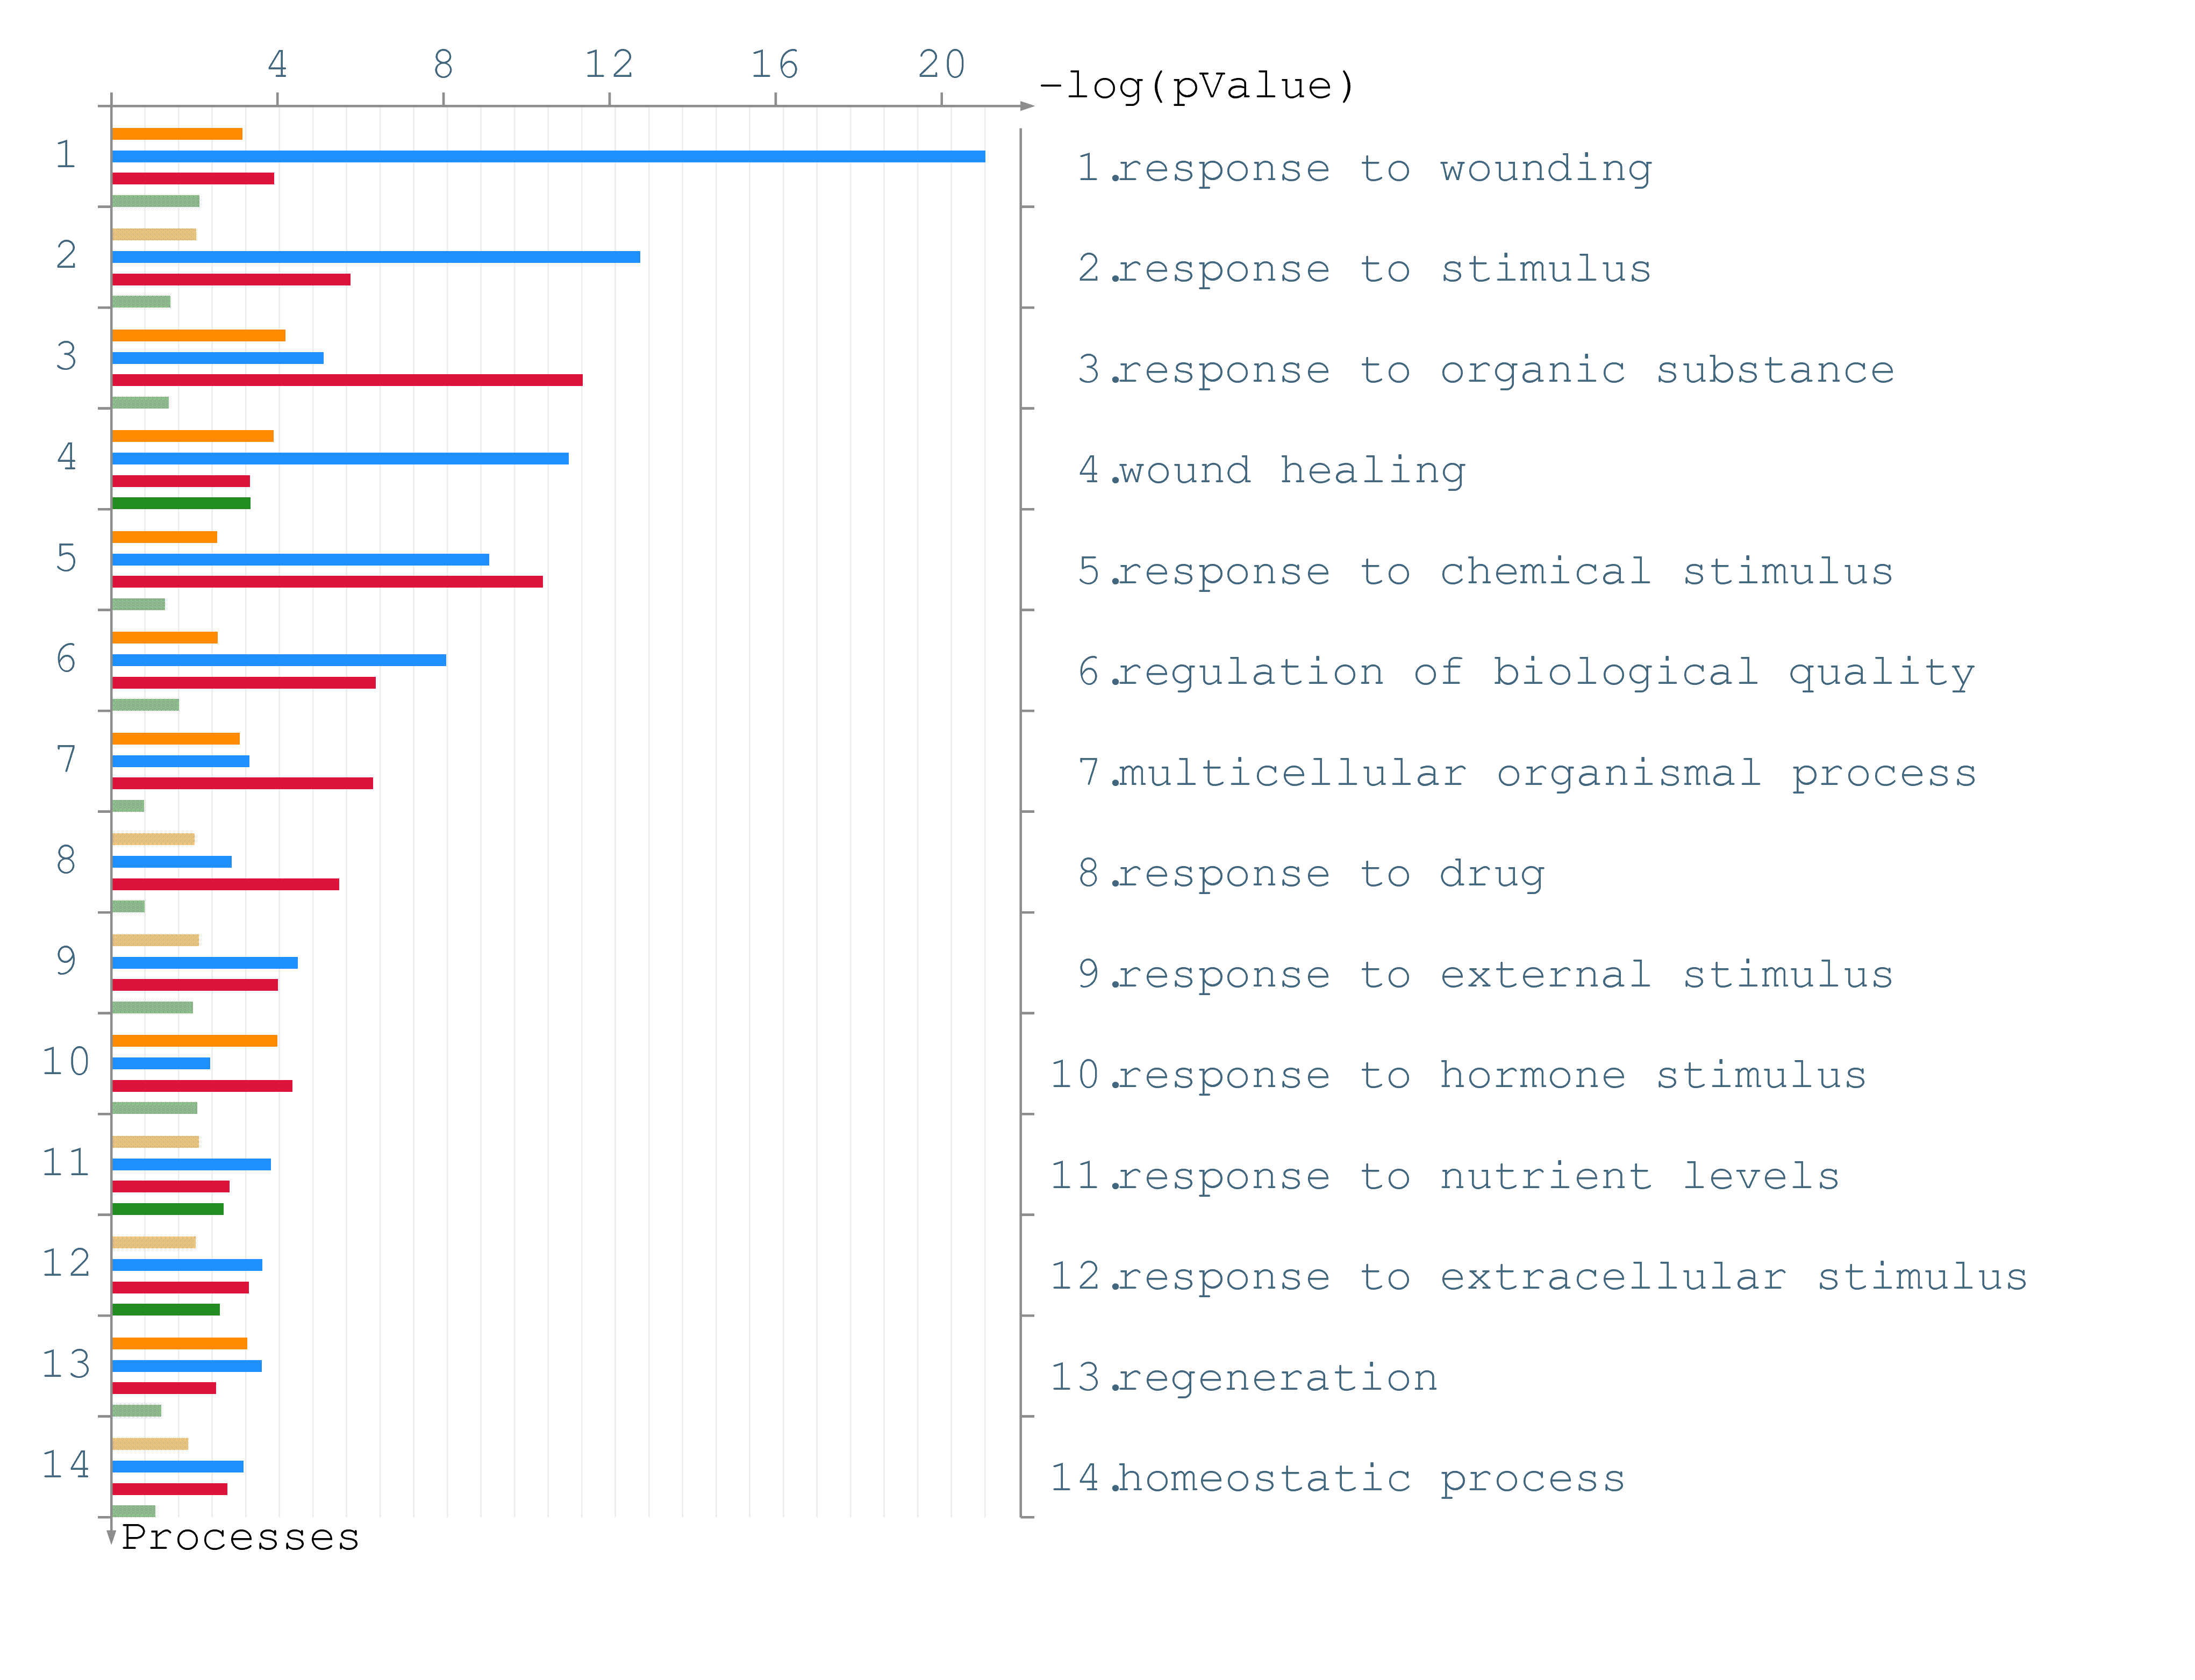 4 8 12 16 20
-log(pValue)
1 1.response to wounding
2 2.response to stimulus
3 3.response to organic substance
4 4.wound healing
5 5.response to chemical stimulus
6 6.regulation of biological quality
7 7.multicellular organismal process
8 8.response to drug
9 9.response to external stimulus
10 10.response to hormone stimulus
11 11.response to nutrient levels
12 12.response to extracellular stimulus
13 13.regeneration
14 14.homeostatic process
Processes